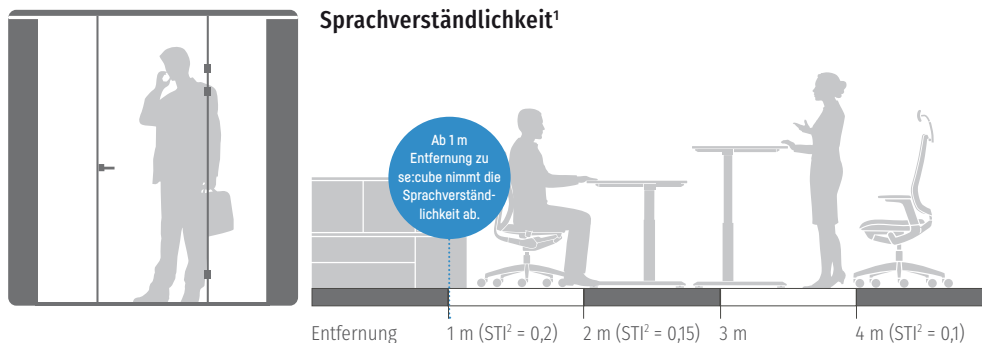 Sprachverständlichkeit¹
Ab 1 m
Entfernung zu
se:cube nimmt die
Sprachverständ-
lichkeit ab.
Entfernung
1 m (STI² = 0,2)
2 m (STI² = 0,15)
3 m
4 m (STI² = 0,1)